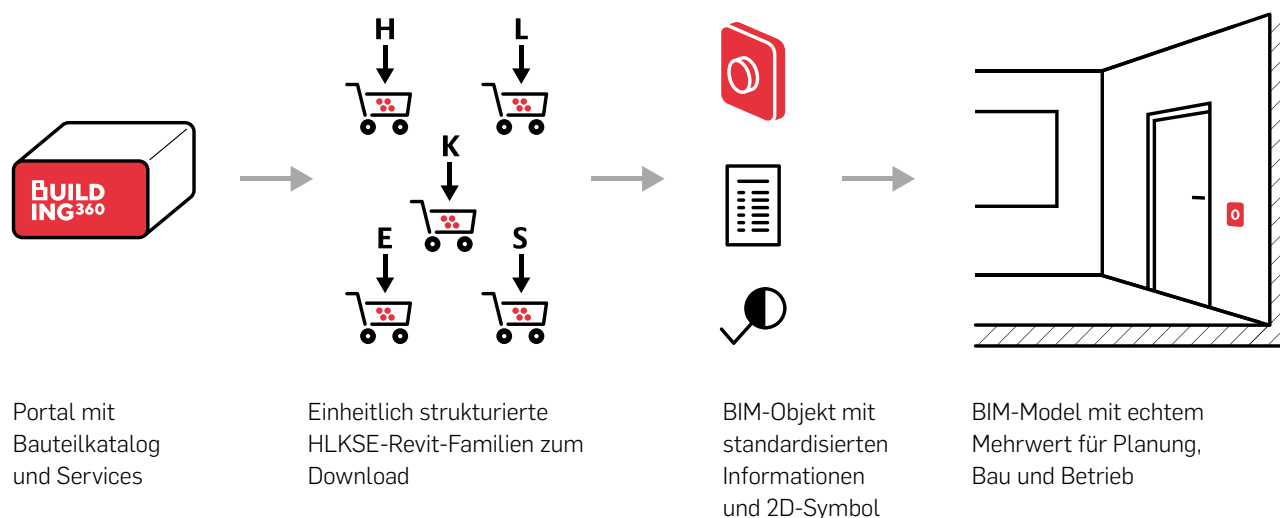 H
L
K
E
S
BUILD
ING360
Portal mit
Bauteilkatalog
und Services
Einheitlich strukturierte
HLKSE-Revit-Familien zum
Download
BIM-Objekt mit
standardisierten
Informationen
und 2D-Symbol
BIM-Model mit echtem
Mehrwert für Planung,
Bau und Betrieb